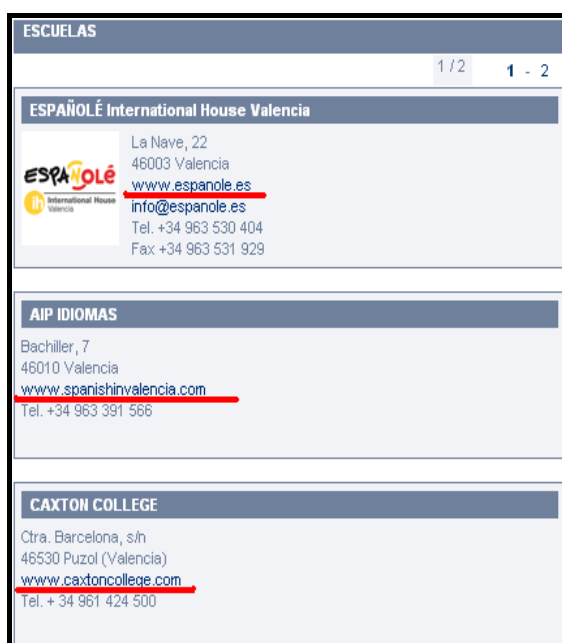 ESCUELAS
1 / 2 1 - 2
ESPAÑOLÉ International House Valencia
ESPAÑOLé
ih International House
Valencia
La Nave, 22
46003 Valencia
www.espanole.es
info@espanole.es
Tel. +34 963 530 404
Fax +34 963 531 929
AIP IDIOMAS
Bachiller, 7
46010 Valencia
www.spanishinvalencia.com
Tel. +34 963 391 566
CAXTON COLLEGE
Ctra. Barcelona, s/n
46530 Puzol (Valencia)
www.caxtoncollege.com
Tel. + 34 961 424 500